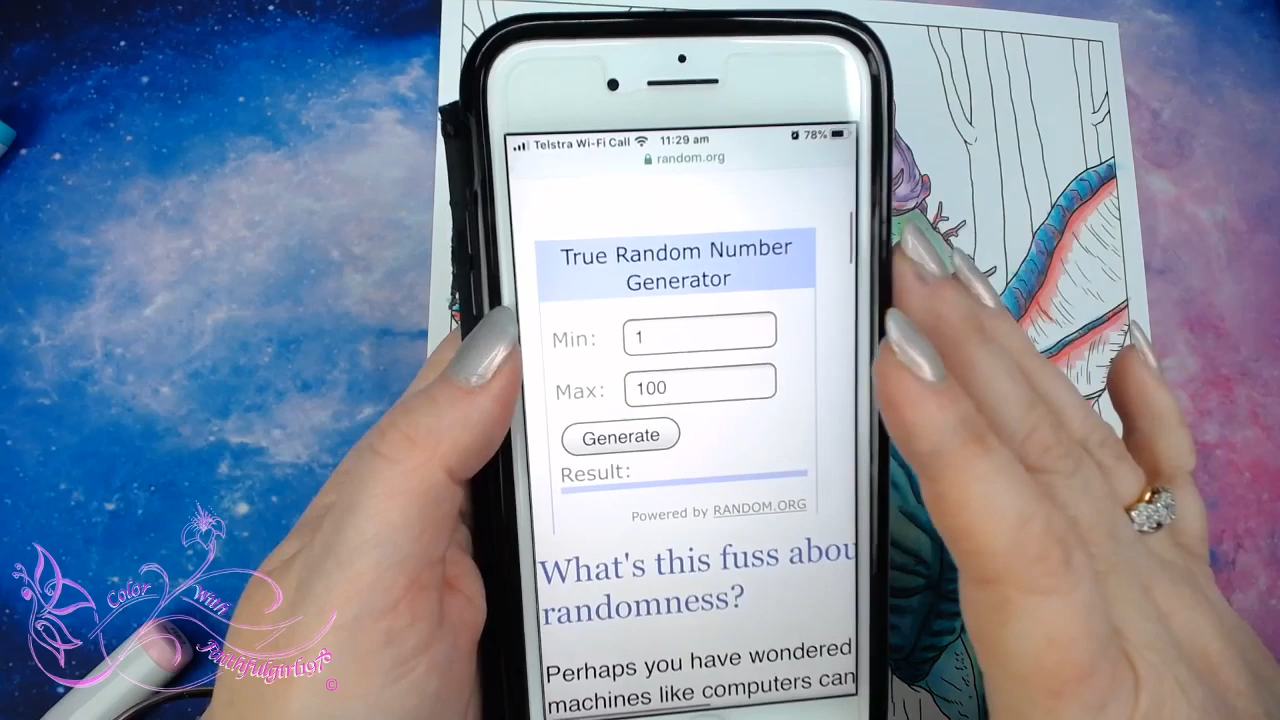 Telstra Wi-Fi Call 11:29 am 78%
random.org
True Random Number
Generator
Min: 1
Max: 100
Generate
Result:
Powered by RANDOM.ORG
What's this fuss abou
randomness?
Perhaps you have wondered
machines like computers can
Color With
Faithfulgirl1978 ©